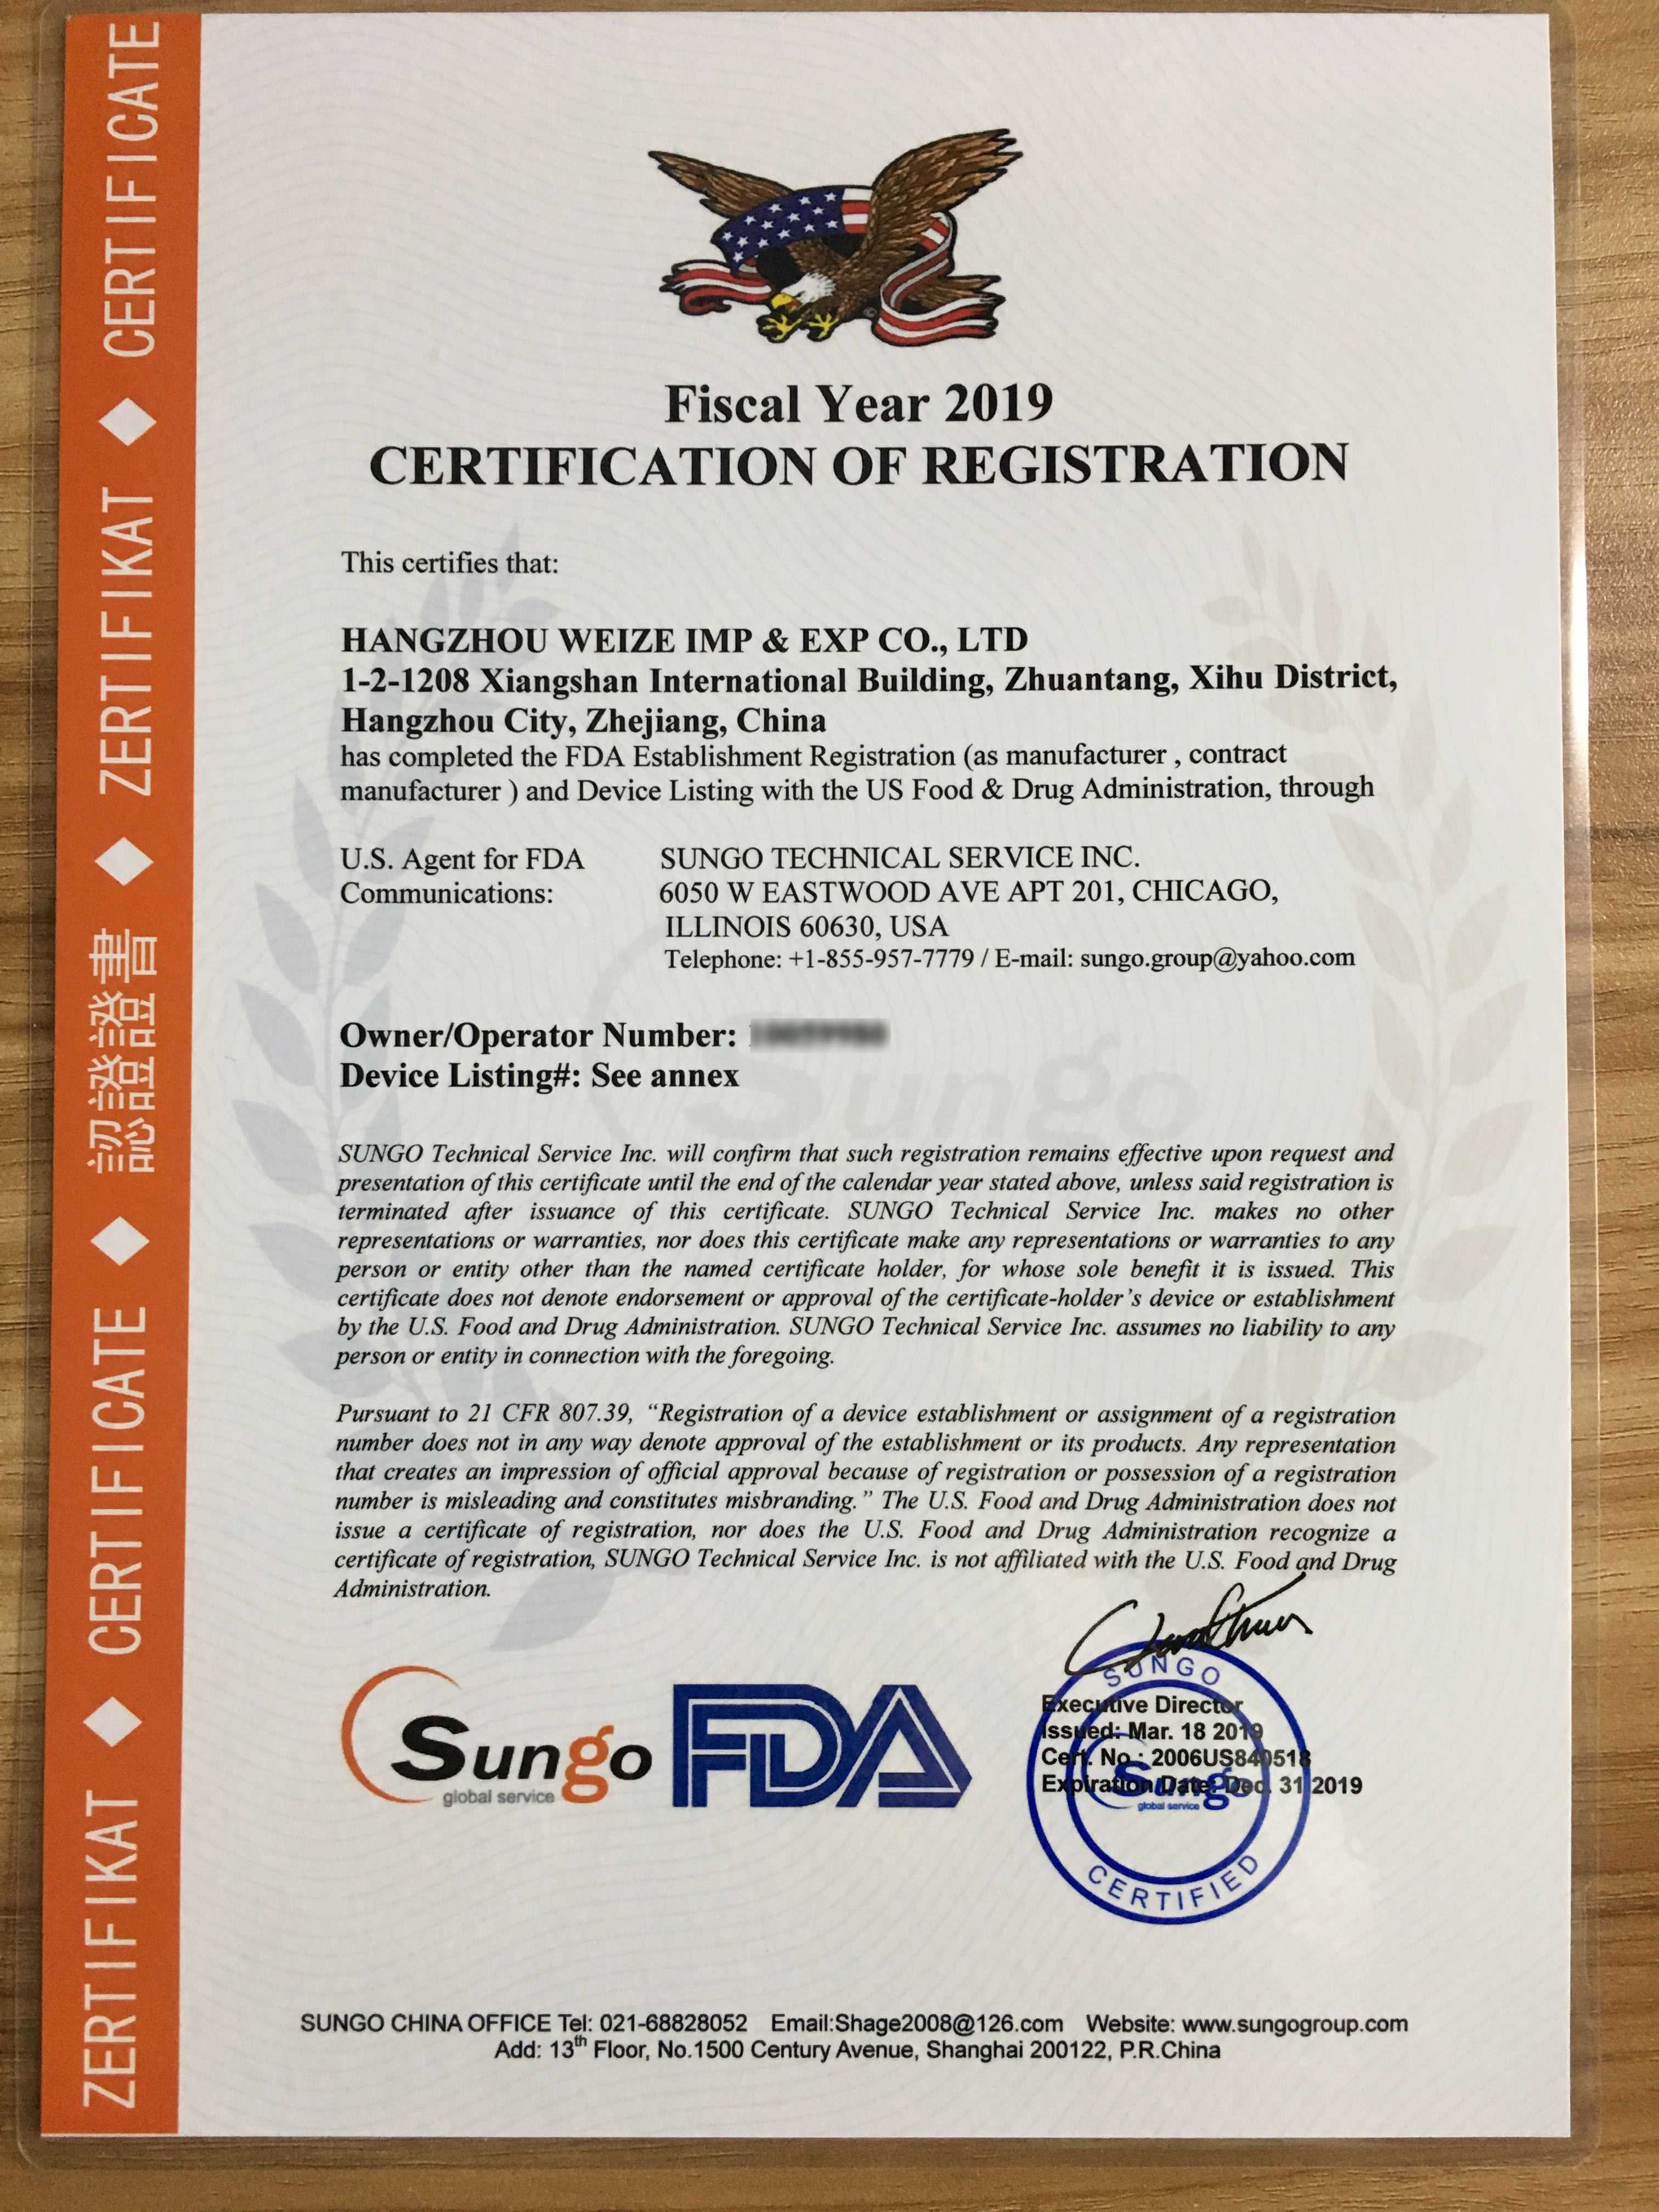 CERTIFICATE
ZERTIFIKAT
認證證書
CERTIFICATE
ZERTIFIKAT
Fiscal Year 2019
CERTIFICATION OF REGISTRATION
This certifies that:
HANGZHOU WEIZE IMP & EXP CO., LTD
1-2-1208 Xiangshan International Building, Zhuantang, Xihu District,
Hangzhou City, Zhejiang, China
has completed the FDA Establishment Registration (as manufacturer , contract
manufacturer ) and Device Listing with the US Food & Drug Administration, through
U.S. Agent for FDA SUNGO TECHNICAL SERVICE INC.
Communications: 6050 W EASTWOOD AVE APT 201, CHICAGO,
ILLINOIS 60630, USA
Telephone: +1-855-957-7779 / E-mail: sungo.group@yahoo.com
Owner/Operator Number:
Device Listing#: See annex
Sungo
SUNGO Technical Service Inc. will confirm that such registration remains effective upon request and
presentation of this certificate until the end of the calendar year stated above, unless said registration is
terminated after issuance of this certificate. SUNGO Technical Service Inc. makes no other
representations or warranties, nor does this certificate make any representations or warranties to any
person or entity other than the named certificate holder, for whose sole benefit it is issued. This
certificate does not denote endorsement or approval of the certificate-holder's device or establishment
by the U.S. Food and Drug Administration. SUNGO Technical Service Inc. assumes no liability to any
person or entity in connection with the foregoing.
Pursuant to 21 CFR 807.39, “Registration of a device establishment or assignment of a registration
number does not in any way denote approval of the establishment or its products. Any representation
that creates an impression of official approval because of registration or possession of a registration
number is misleading and constitutes misbranding.” The U.S. Food and Drug Administration does not
issue a certificate of registration, nor does the U.S. Food and Drug Administration recognize a
certificate of registration, SUNGO Technical Service Inc. is not affiliated with the U.S. Food and Drug
Administration.
Sungo
global service
FDA
SUNGO
Executive Director
Issued: Mar. 18 2019
Cert. No.: 2006US840518
Expiration Date: Dec. 31 2019
Sungo
global service
CERTIFIED
SUNGO CHINA OFFICE Tel: 021-68828052 Email:Shage2008@126.com Website: www.sungogroup.com
Add: 13th Floor, No.1500 Century Avenue, Shanghai 200122, P.R.China